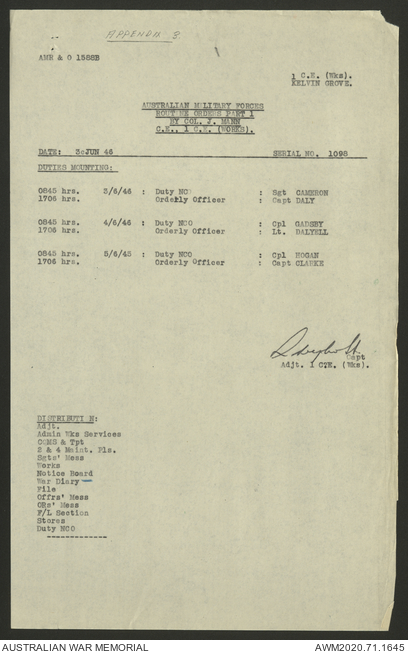 APPENDIX 3
AMR & O 1588B
1 C.E. (Wks).
KELVIN GROVE.
AUSTRALIAN MILITARY FORCES
ROUTINE ORDERS PART 1
BY COL. J. MANN
C.E., 1 C.E. (WORKS).
DATE: 3 JUN 46 SERIAL NO. 1098
DUTIES MOUNTING:
0845 hrs. 3/6/46 : Duty NCO : Sgt CAMERON
1706 hrs. Orderly Officer : Capt DALY
0845 hrs. 4/6/46 : Duty NCO : Cpl GADSBY
1706 hrs. Orderly Officer : Lt. DALYELL
0845 hrs. 5/6/45 : Duty NCO : Cpl HOGAN
1706 hrs. Orderly Officer : Capt CLARKE
Capt
Adjt. 1 C?E. (Wks).
DISTRIBUTI N:
Adjt.
Admin Wks Services
CQMS & Tpt
2 & 4 Maint. Pls.
Sgts' Mess
Works
Notice Board
War Diary
File
Offrs' Mess
ORs' Mess
F/L Section
Stores
Duty NCO
-------------
AUSTRALIAN WAR MEMORIAL AWM2020.71.1645